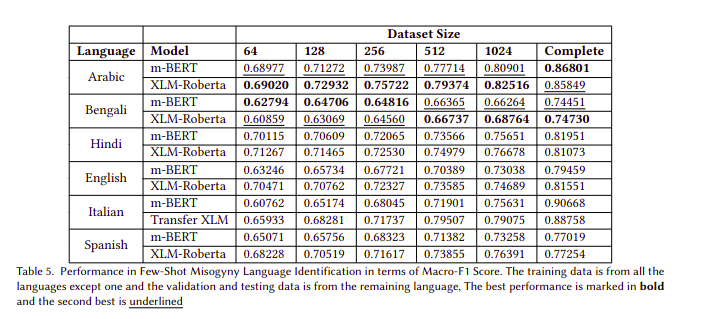 Dataset Size
Language Model 64 128 256 512 1024 Complete
Arabic m-BERT 0.68977 0.71272 0.73987 0.77714 0.80901 0.86801
XLM-Roberta 0.69020 0.72932 0.75722 0.79374 0.82516 0.85849
Bengali m-BERT 0.62794 0.64706 0.64816 0.66365 0.66264 0.74451
XLM-Roberta 0.60859 0.63069 0.64560 0.66737 0.68764 0.74730
Hindi m-BERT 0.70115 0.70609 0.72065 0.73566 0.75651 0.81951
XLM-Roberta 0.71267 0.71465 0.72530 0.74979 0.76678 0.81073
English m-BERT 0.63246 0.65734 0.67721 0.70389 0.73038 0.79459
XLM-Roberta 0.70471 0.70762 0.72327 0.73585 0.74689 0.81551
Italian m-BERT 0.60762 0.65174 0.68045 0.71901 0.75631 0.90668
Transfer XLM 0.65933 0.68281 0.71737 0.79507 0.79075 0.88758
Spanish m-BERT 0.65071 0.65756 0.68323 0.71382 0.73258 0.77019
XLM-Roberta 0.68228 0.70519 0.71617 0.73855 0.76391 0.77254
Table 5. Performance in Few-Shot Misogyny Language Identification in terms of Macro-F1 Score. The training data is from all the
languages except one and the validation and testing data is from the remaining language, The best performance is marked in bold
and the second best is underlined